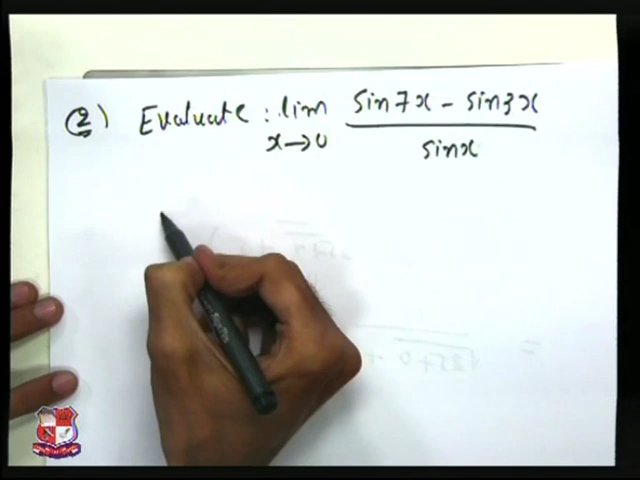 (2) Evaluate : lim sin7x - sin3x
x→0 sinx